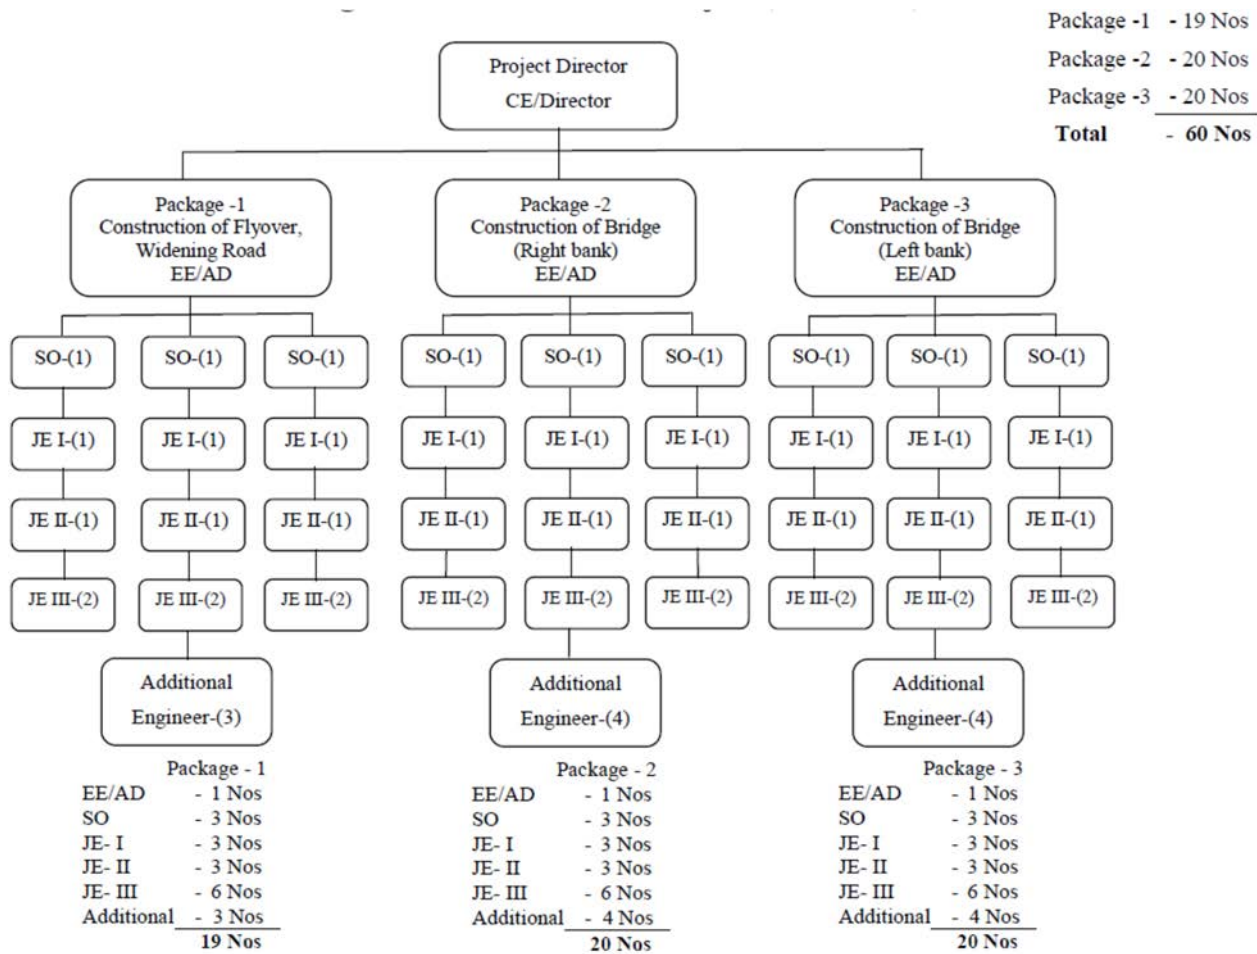 Package -1 - 19 Nos
Package -2 - 20 Nos
Package -3 - 20 Nos
Total - 60 Nos
Project Director
CE/Director
Package -1
Construction of Flyover,
Widening Road
EE/AD
Package -2
Construction of Bridge
(Right bank)
EE/AD
Package -3
Construction of Bridge
(Left bank)
EE/AD
SO-(1) SO-(1) SO-(1) SO-(1) SO-(1) SO-(1) SO-(1) SO-(1) SO-(1)
JE I-(1) JE I-(1) JE I-(1) JE I-(1) JE I-(1) JE I-(1) JE I-(1) JE I-(1) JE I-(1)
JE II-(1) JE II-(1) JE II-(1) JE II-(1) JE II-(1) JE II-(1) JE II-(1) JE II-(1) JE II-(1)
JE III-(2) JE III-(2) JE III-(2) JE III-(2) JE III-(2) JE III-(2) JE III-(2) JE III-(2) JE III-(2)
Additional
Engineer-(3)
Additional
Engineer-(4)
Additional
Engineer-(4)
Package - 1
EE/AD - 1 Nos
SO - 3 Nos
JE- I - 3 Nos
JE- II - 3 Nos
JE- III - 6 Nos
Additional - 3 Nos
19 Nos
Package - 2
EE/AD - 1 Nos
SO - 3 Nos
JE- I - 3 Nos
JE- II - 3 Nos
JE- III - 6 Nos
Additional - 4 Nos
20 Nos
Package - 3
EE/AD - 1 Nos
SO - 3 Nos
JE- I - 3 Nos
JE- II - 3 Nos
JE- III - 6 Nos
Additional - 4 Nos
20 Nos